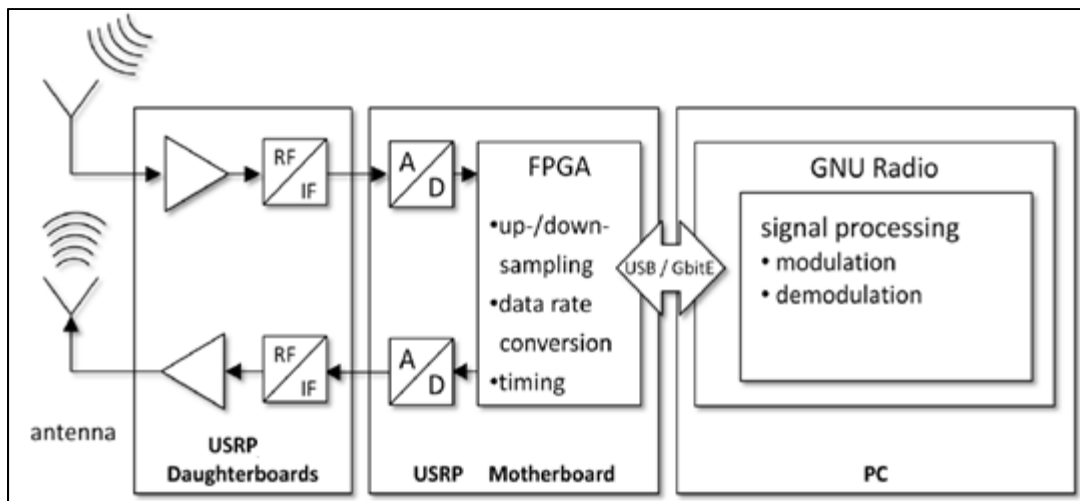 antenna
RF
IF
RF
IF
USRP
Daughterboards
A
D
A
D
FPGA
•up-/down-
sampling
•data rate
conversion
•timing
USRP Motherboard
USB / GbitE
GNU Radio
signal processing
• modulation
• demodulation
PC